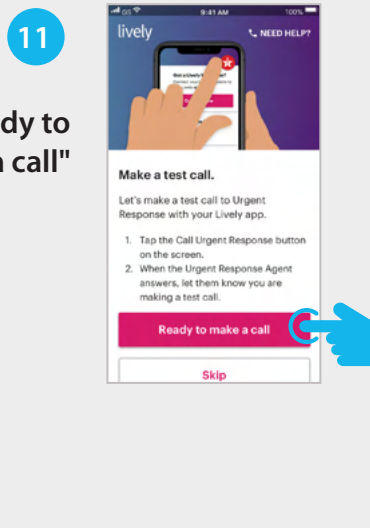 11
dy to
call"
9:41 AM 100%
lively NEED HELP?
Make a test call.
Let's make a test call to Urgent
Response with your Lively app.
1. Tap the Call Urgent Response button
on the screen.
2. When the Urgent Response Agent
answers, let them know you are
making a test call.
Ready to make a call
Skip